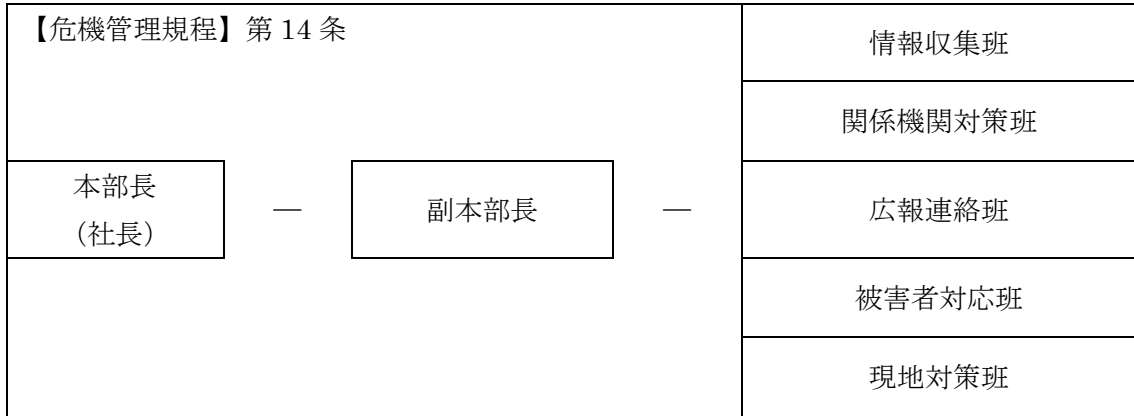 【危機管理規程】第 14 条
情報収集班
関係機関対策班
本部長
（社長）
―
副本部長
―
広報連絡班
被害者対応班
現地対策班